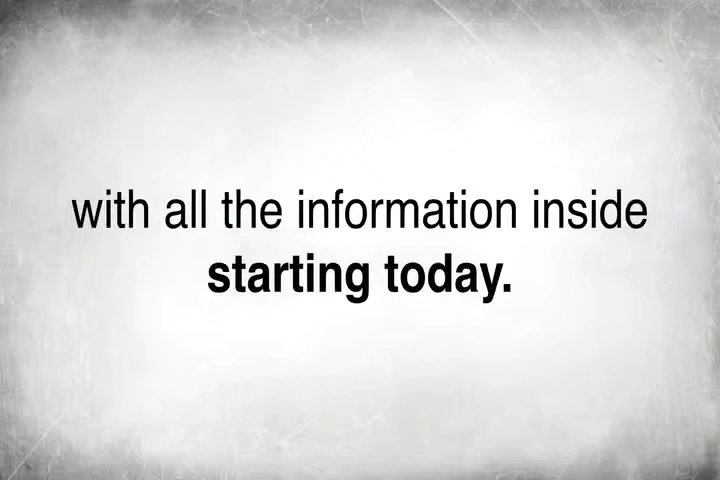 with all the information inside
starting today.